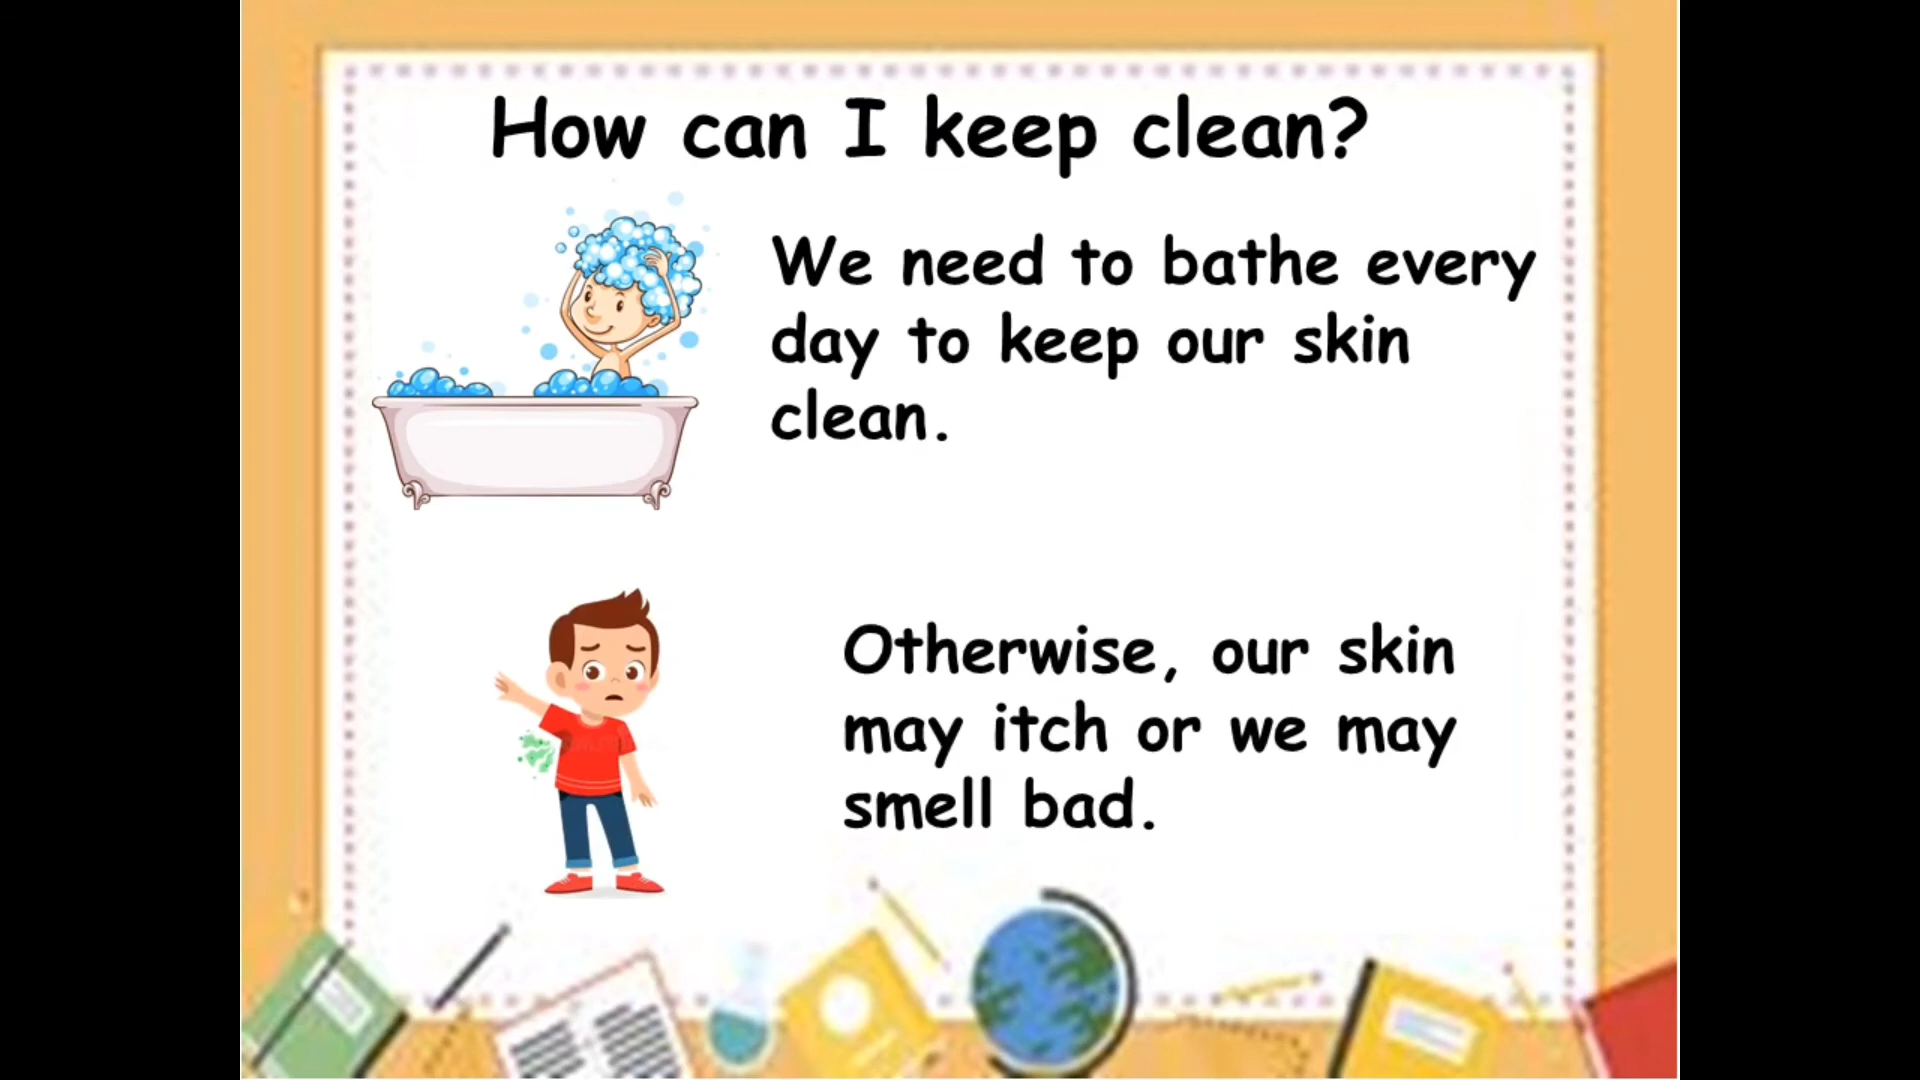 How can I keep clean?
We need to bathe every
day to keep our skin
clean.
Otherwise, our skin
may itch or we may
smell bad.